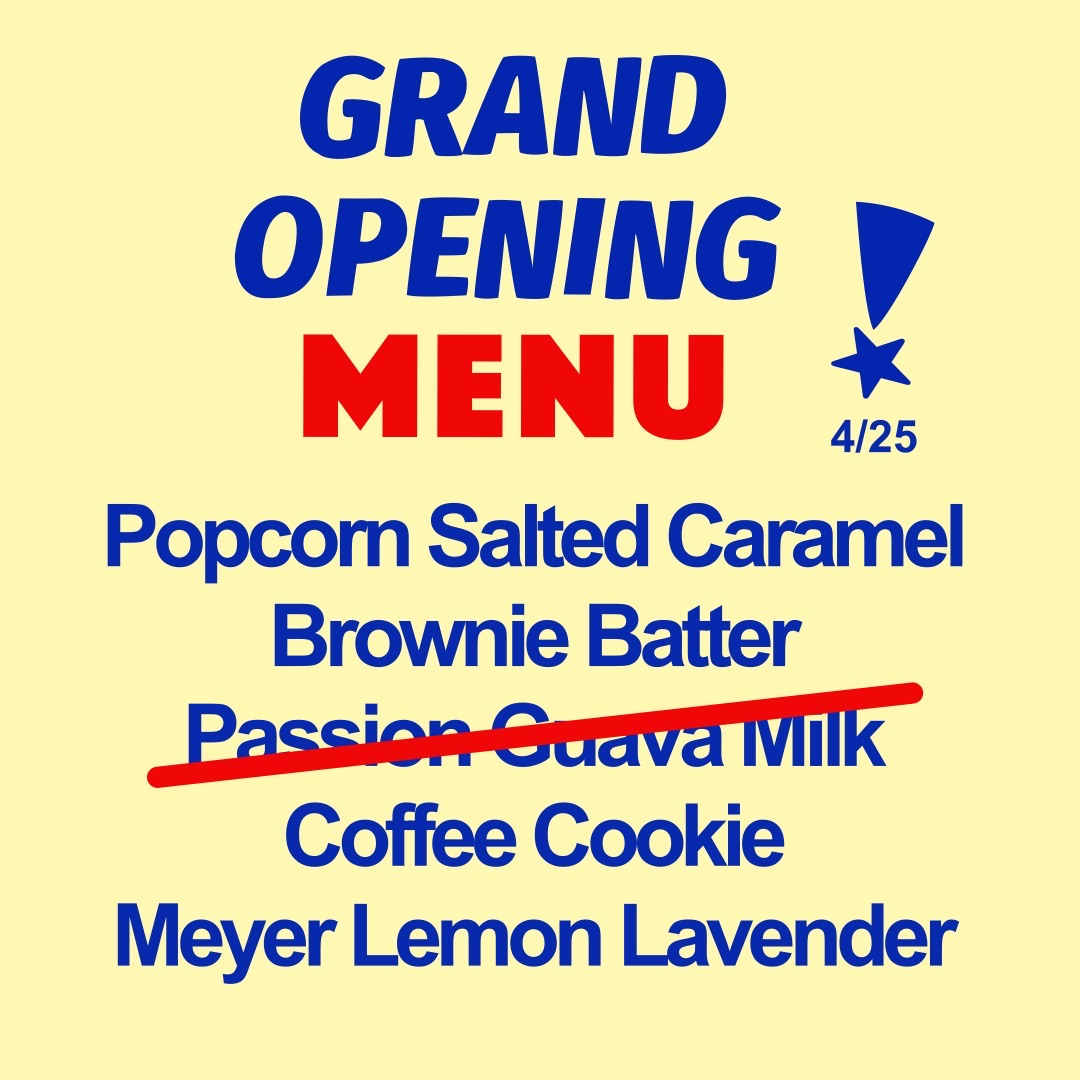 GRAND
OPENING!
MENU
4/25
Popcorn Salted Caramel
Brownie Batter
Passion Guava Milk
Coffee Cookie
Meyer Lemon Lavender